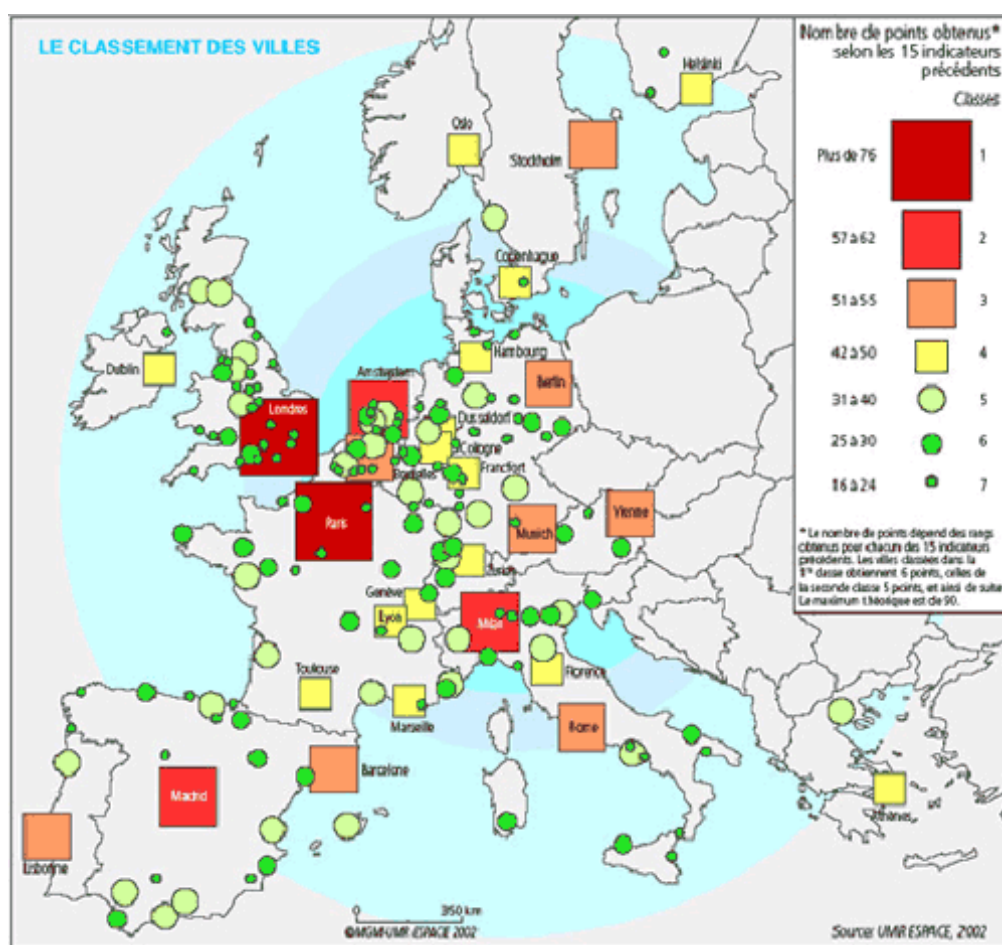 LE CLASSEMENT DES VILLES
Nombre de points obtenus*
selon les 15 indicateurs
précédents
Classes
Plus de 76
1
57 à 62
2
51 à 55
3
42 à 50
4
31 à 40
5
25 à 30
6
16 à 24
7
* Le nombre de points dépend des rangs
obtenus pour chacun des 15 indicateurs
précédents. Les villes classées dans la
1re classe obtiennent 6 points, celles de
la seconde classe 5 points, et ainsi de suite
Le maximum théorique est de 90.
Helsinki
Oslo
Stockholm
Copenhague
Dublin
Hambourg
Amsterdam
Berlin
Londres
Dusseldorf
Cologne
Bruxelles
Francfort
Paris
Munich
Vienne
Zurich
Genève
Lyon
Milan
Toulouse
Florence
Marseille
Rome
Barcelone
Madrid
Athènes
Lisbonne
0 350 km
©MGM-UMR ESPACE 2002
Source: UMR ESPACE, 2002